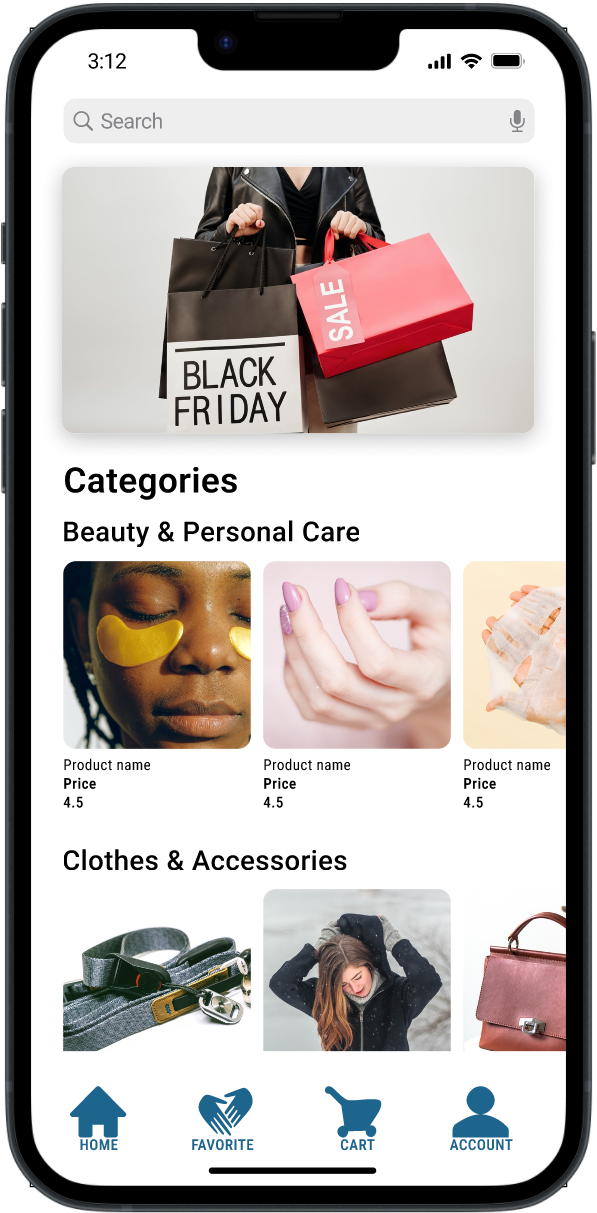 3:12
Search
SALE
BLACK
FRIDAY
Categories
Beauty & Personal Care
Product name
Price
4.5
Product name
Price
4.5
Product name
Price
4.5
Clothes & Accessories
HOME
FAVORITE
CART
ACCOUNT